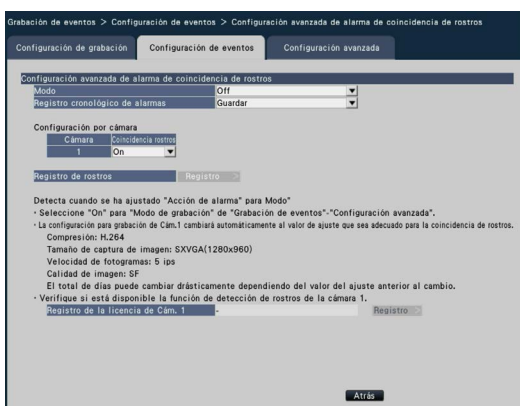 Grabación de eventos > Configuración de eventos > Configuración avanzada de alarma de coincidencia de rostros
Configuración de grabación Configuración de eventos Configuración avanzada
Configuración avanzada de alarma de coincidencia de rostros
Modo Off
Registro cronológico de alarmas Guardar
Configuración por cámara
Cámara Coincidencia rostros
1 On
Registro de rostros Registro >
Detecta cuando se ha ajustado "Acción de alarma" para Modo"
· Seleccione "On" para "Modo de grabación" de "Grabación de eventos"-"Configuración avanzada".
· La configuración para grabación de Cám.1 cambiará automáticamente al valor de ajuste que sea adecuado para la coincidencia de rostros.
Compresión: H.264
Tamaño de captura de imagen: SXVGA(1280x960)
Velocidad de fotogramas: 5 ips
Calidad de imagen: SF
El total de días puede cambiar drásticamente dependiendo del valor del ajuste anterior al cambio.
· Verifique si está disponible la función de detección de rostros de la cámara 1.
Registro de la licencia de Cám. 1 - Registro >
Atrás